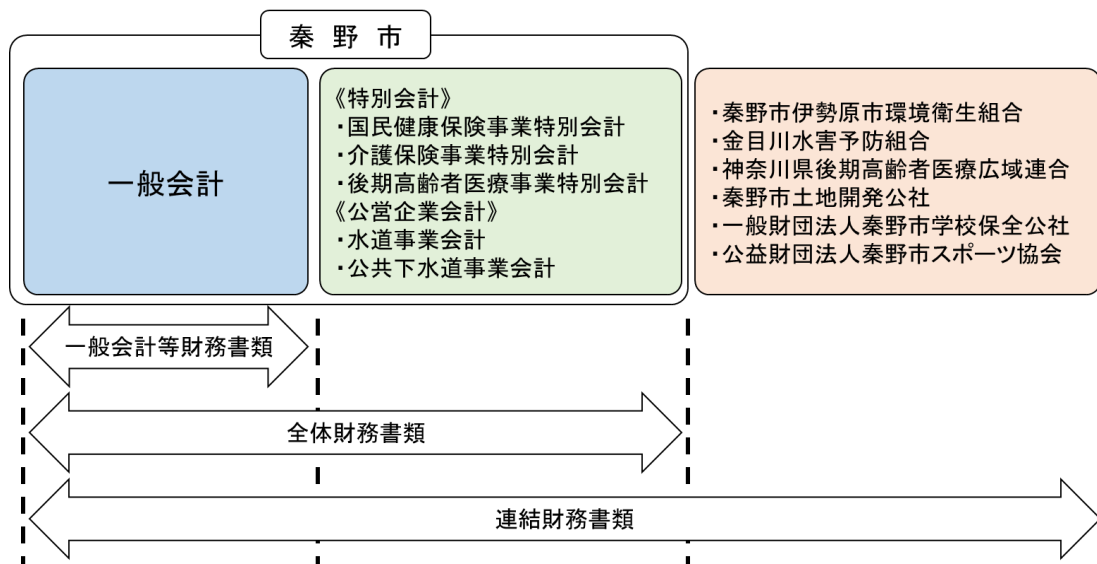 秦 野 市
一般会計
《特別会計》
・国民健康保険事業特別会計
・介護保険事業特別会計
・後期高齢者医療事業特別会計
《公営企業会計》
・水道事業会計
・公共下水道事業会計
・秦野市伊勢原市環境衛生組合
・金目川水害予防組合
・神奈川県後期高齢者医療広域連合
・秦野市土地開発公社
・一般財団法人秦野市学校保全公社
・公益財団法人秦野市スポーツ協会
一般会計等財務書類
全体財務書類
連結財務書類